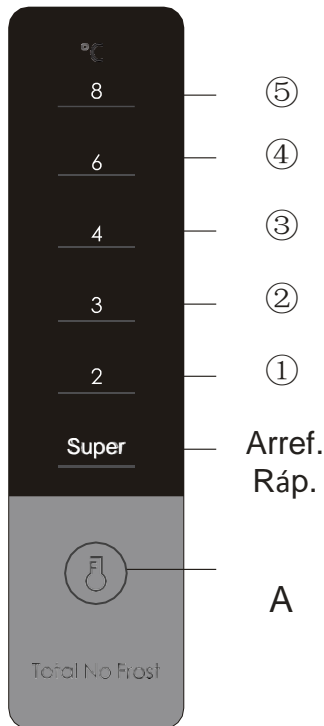 °C
8 ⑤
6 ④
4 ③
3 ②
2 ①
Super Arref. Ráp.
A
Total No Frost